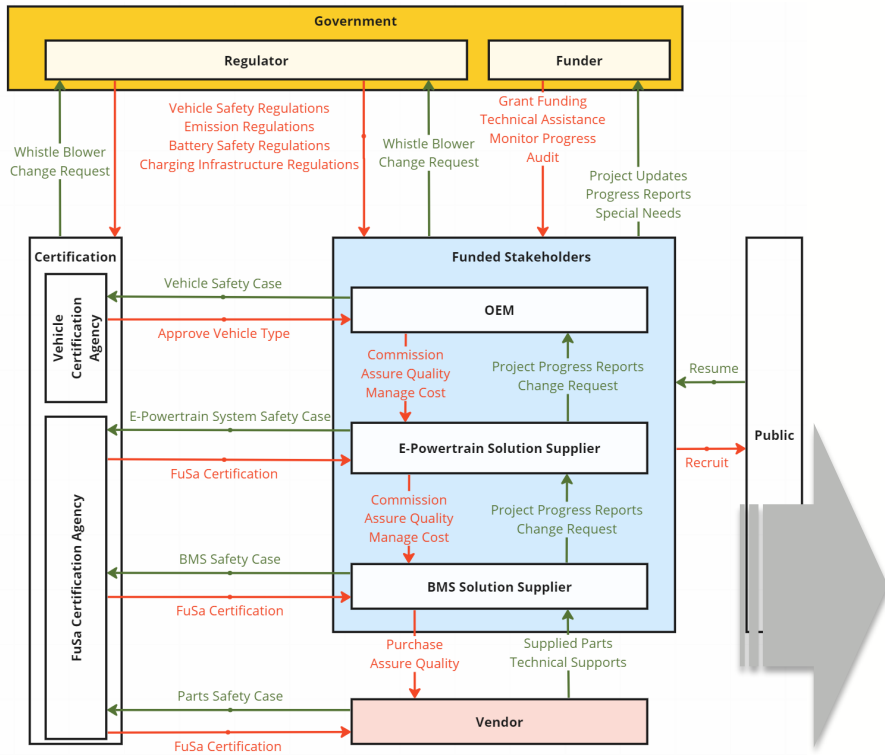 Government
Regulator
Funder
Whistle Blower
Change Request
Vehicle Safety Regulations
Emission Regulations
Battery Safety Regulations
Charging Infrastructure Regulations
Whistle Blower
Change Request
Grant Funding
Technical Assistance
Monitor Progress
Audit
Project Updates
Progress Reports
Special Needs
Certification
Funded Stakeholders
Vehicle
Certification
Agency
Vehicle Safety Case
Approve Vehicle Type
OEM
Commission
Assure Quality
Manage Cost
Project Progress Reports
Change Request
Resume
Public
Recruit
E-Powertrain System Safety Case
FuSa Certification
E-Powertrain Solution Supplier
Commission
Assure Quality
Manage Cost
Project Progress Reports
Change Request
FuSa Certification Agency
BMS Safety Case
FuSa Certification
BMS Solution Supplier
Purchase
Assure Quality
Supplied Parts
Technical Supports
Parts Safety Case
FuSa Certification
Vendor